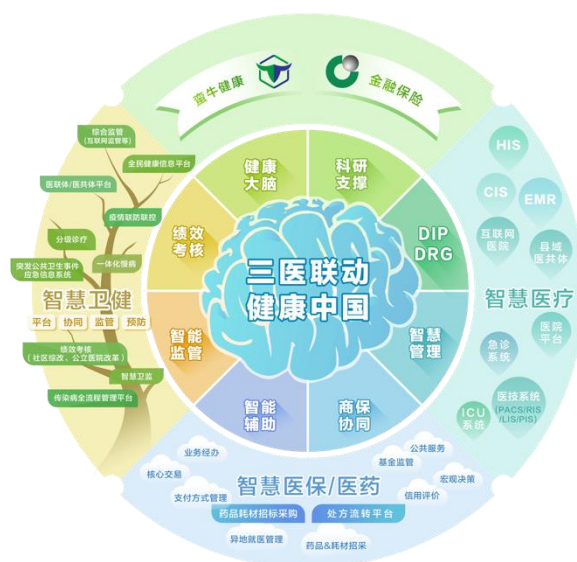 童牛健康
金融保险
综合监管
(互联网监管等)
全民健康信息平台
医联体/医共体平台
疫情联防联控
分级诊疗
一体化慢病
突发公共卫生事件
应急信息系统
智慧卫健
平台 协同 监管 预防
绩效考核
(社区综改、公立医院改革)
智慧卫监
传染病全流程管理平台
健康
大脑
科研
支撑
绩效
考核
DIP
DRG
三医联动
健康中国
智能
监管
智慧
管理
智能
辅助
商保
协同
HIS
CIS
EMR
互联网
医院
县域
医共体
智慧医疗
医院
平台
急诊
系统
医技系统
(PACS/RIS
/LIS/PIS)
ICU
系统
业务经办
公共服务
核心交易
基金监管
宏观决策
智慧医保/医药
支付方式管理
信用评价
药品耗材招标采购
处方流转平台
异地就医管理
药品&耗材招采